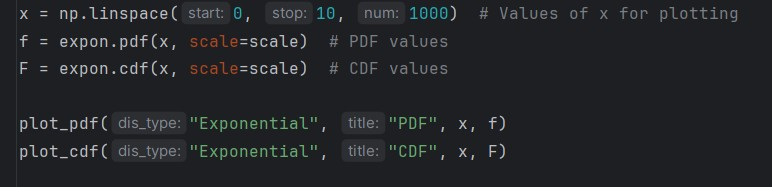 x = np.linspace( start: 0, stop: 10, num: 1000)  # Values of x for plotting
f = expon.pdf(x, scale=scale)  # PDF values
F = expon.cdf(x, scale=scale)  # CDF values
plot_pdf( dis_type: "Exponential", title: "PDF", x, f)
plot_cdf( dis_type: "Exponential", title: "CDF", x, F)